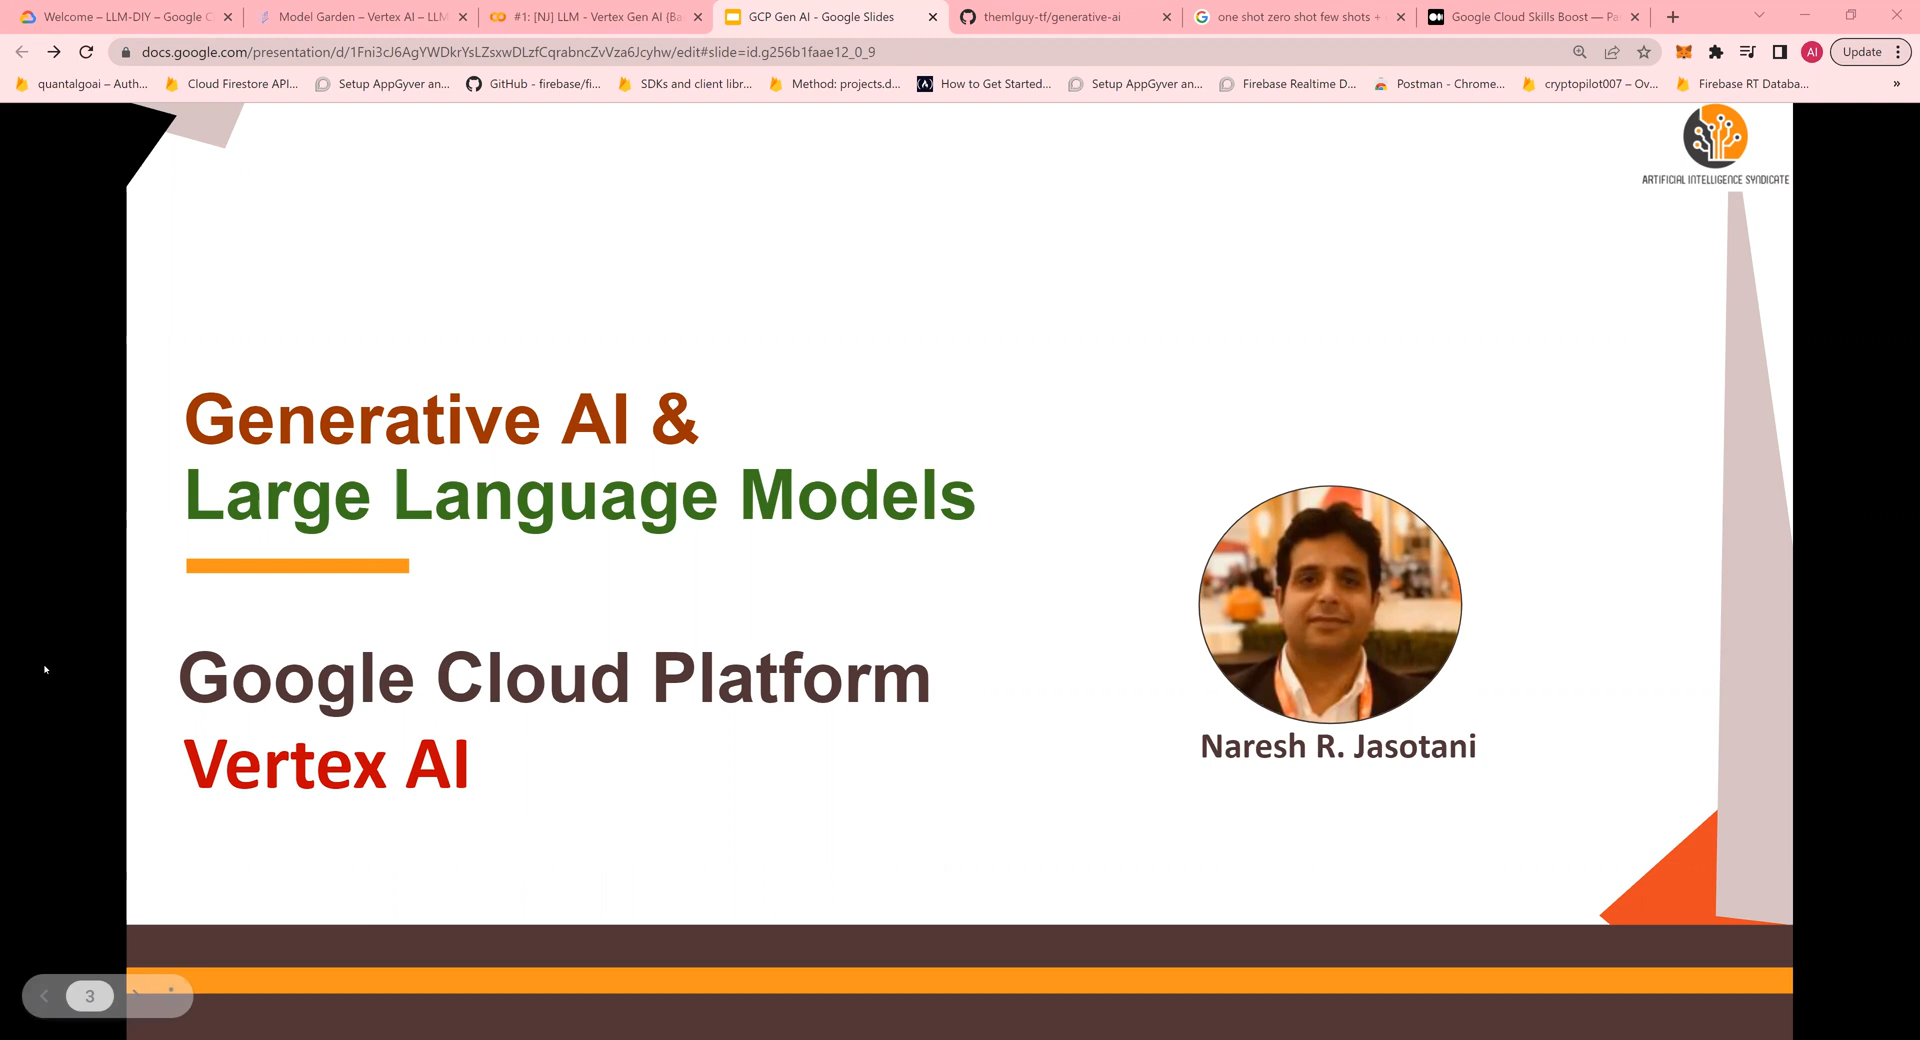 Welcome – LLM-DIY – Google C
Model Garden – Vertex AI – LLM
#1: [NJ] LLM - Vertex Gen AI (Ba
GCP Gen AI - Google Slides
themlguy-tf/generative-ai
one shot zero shot few shots +
Google Cloud Skills Boost — Pa
docs.google.com/presentation/d/1Fni3cJ6AgYWDkrYsLZsxwDLzfCqrabncZvVza6Jcyhw/edit#slide=id.g256b1faae12_0_9
AI
Update
quantalgoai – Auth...
Cloud Firestore API...
Setup AppGyver an...
GitHub - firebase/fi...
SDKs and client libr...
Method: projects.d...
How to Get Started...
Setup AppGyver an...
Firebase Realtime D...
Postman - Chrome...
cryptopilot007 – Ov...
Firebase RT Databa...
»
ARTIFICIAL INTELLIGENCE SYNDICATE
Generative AI &
Large Language Models
Google Cloud Platform
Vertex AI
Naresh R. Jasotani
3